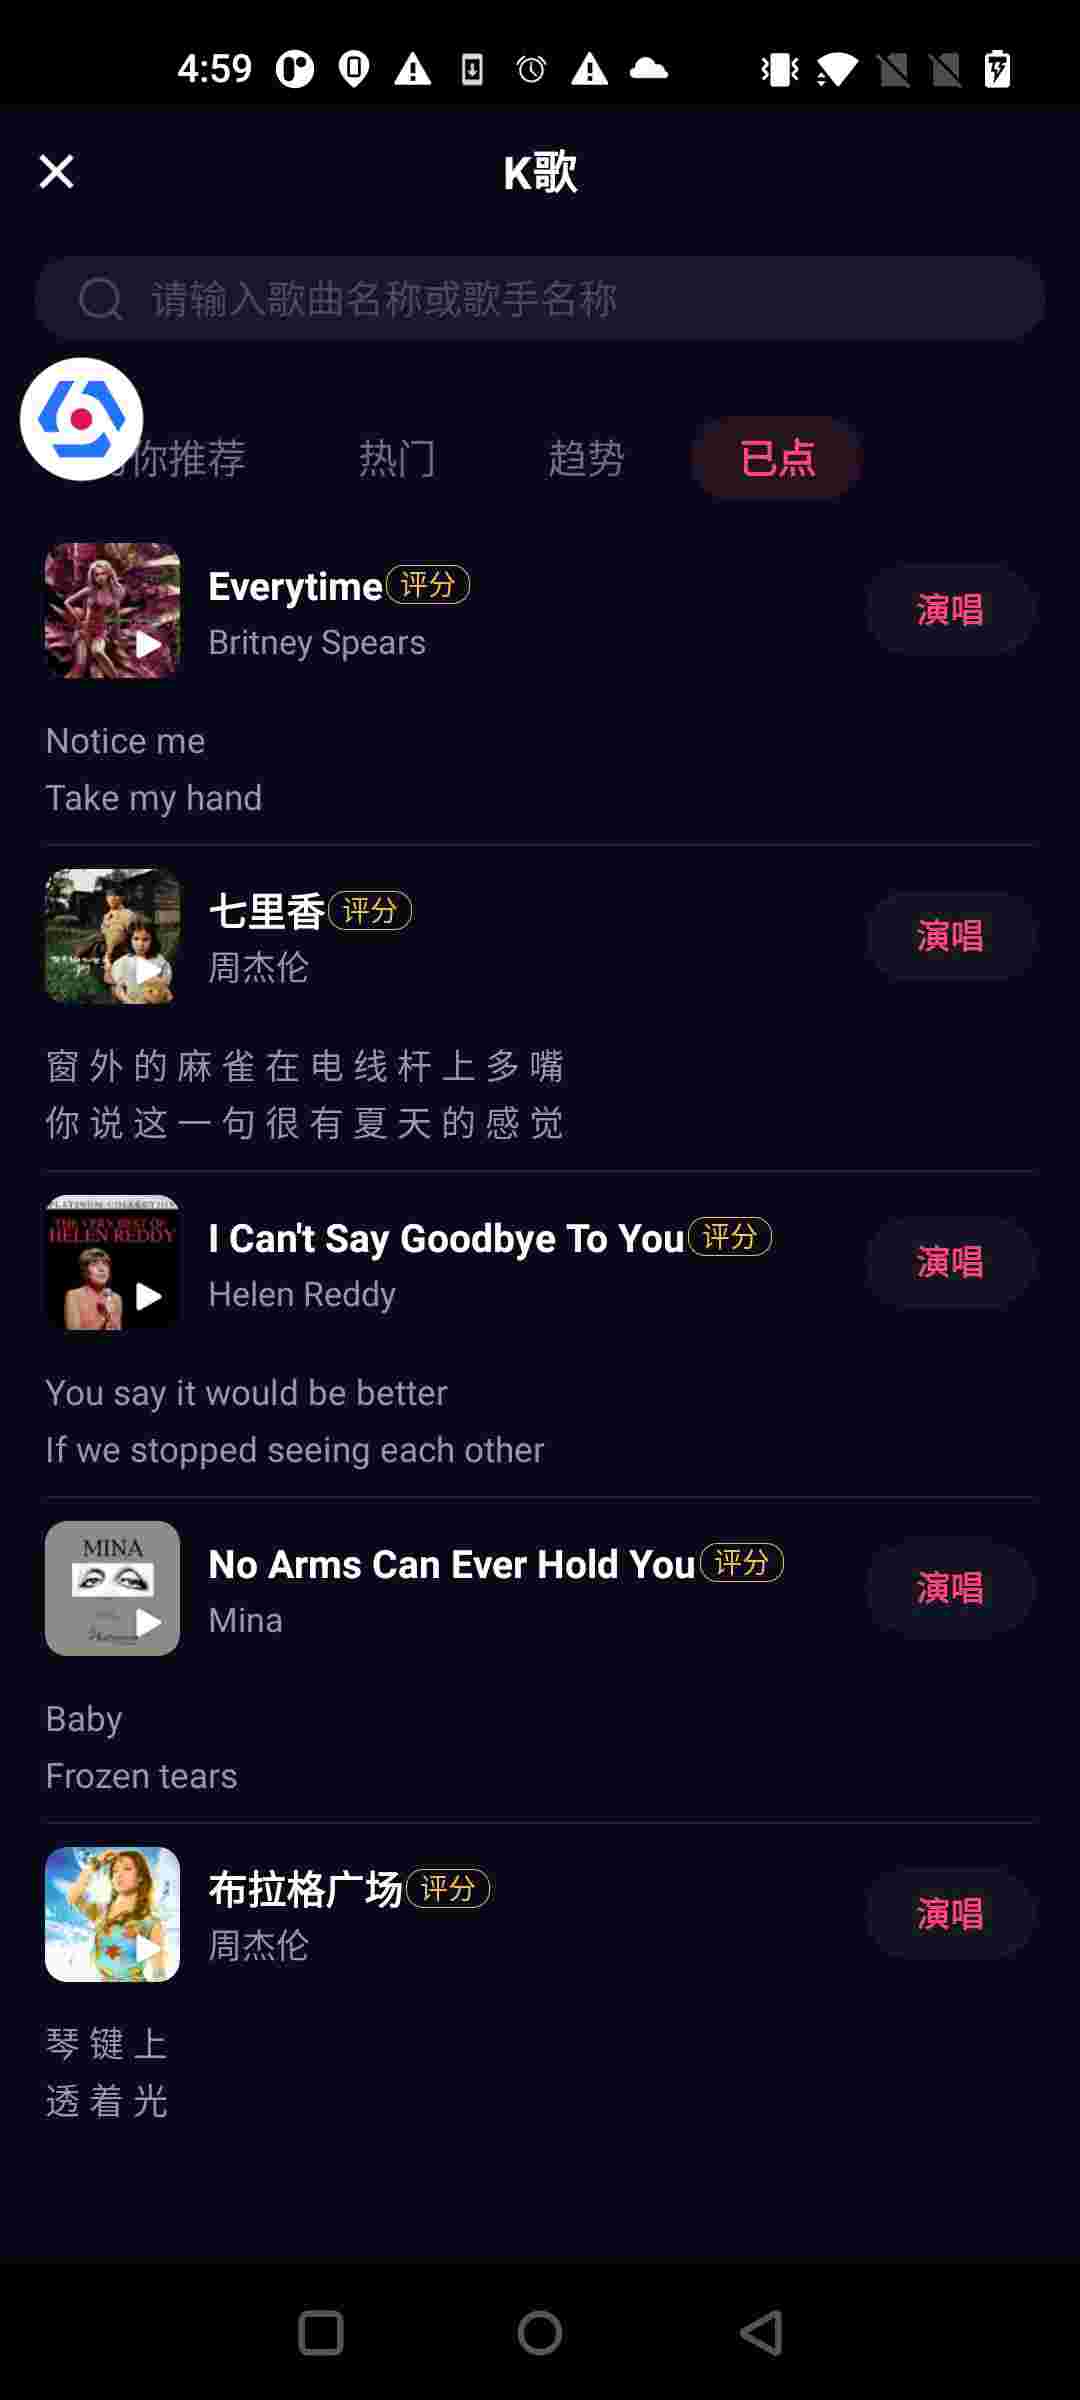 4:59
K歌
请输入歌曲名称或歌手名称
你推荐
热门
趋势
已点
Everytime 评分
Britney Spears
演唱
Notice me
Take my hand
七里香 评分
周杰伦
演唱
窗外的麻雀在电线杆上多嘴
你说这一句很有夏天的感觉
THE VERY BEST OF
HELEN REDDY
I Can't Say Goodbye To You 评分
Helen Reddy
演唱
You say it would be better
If we stopped seeing each other
MINA
No Arms Can Ever Hold You 评分
Mina
演唱
Baby
Frozen tears
布拉格广场 评分
周杰伦
演唱
琴键上
透着光